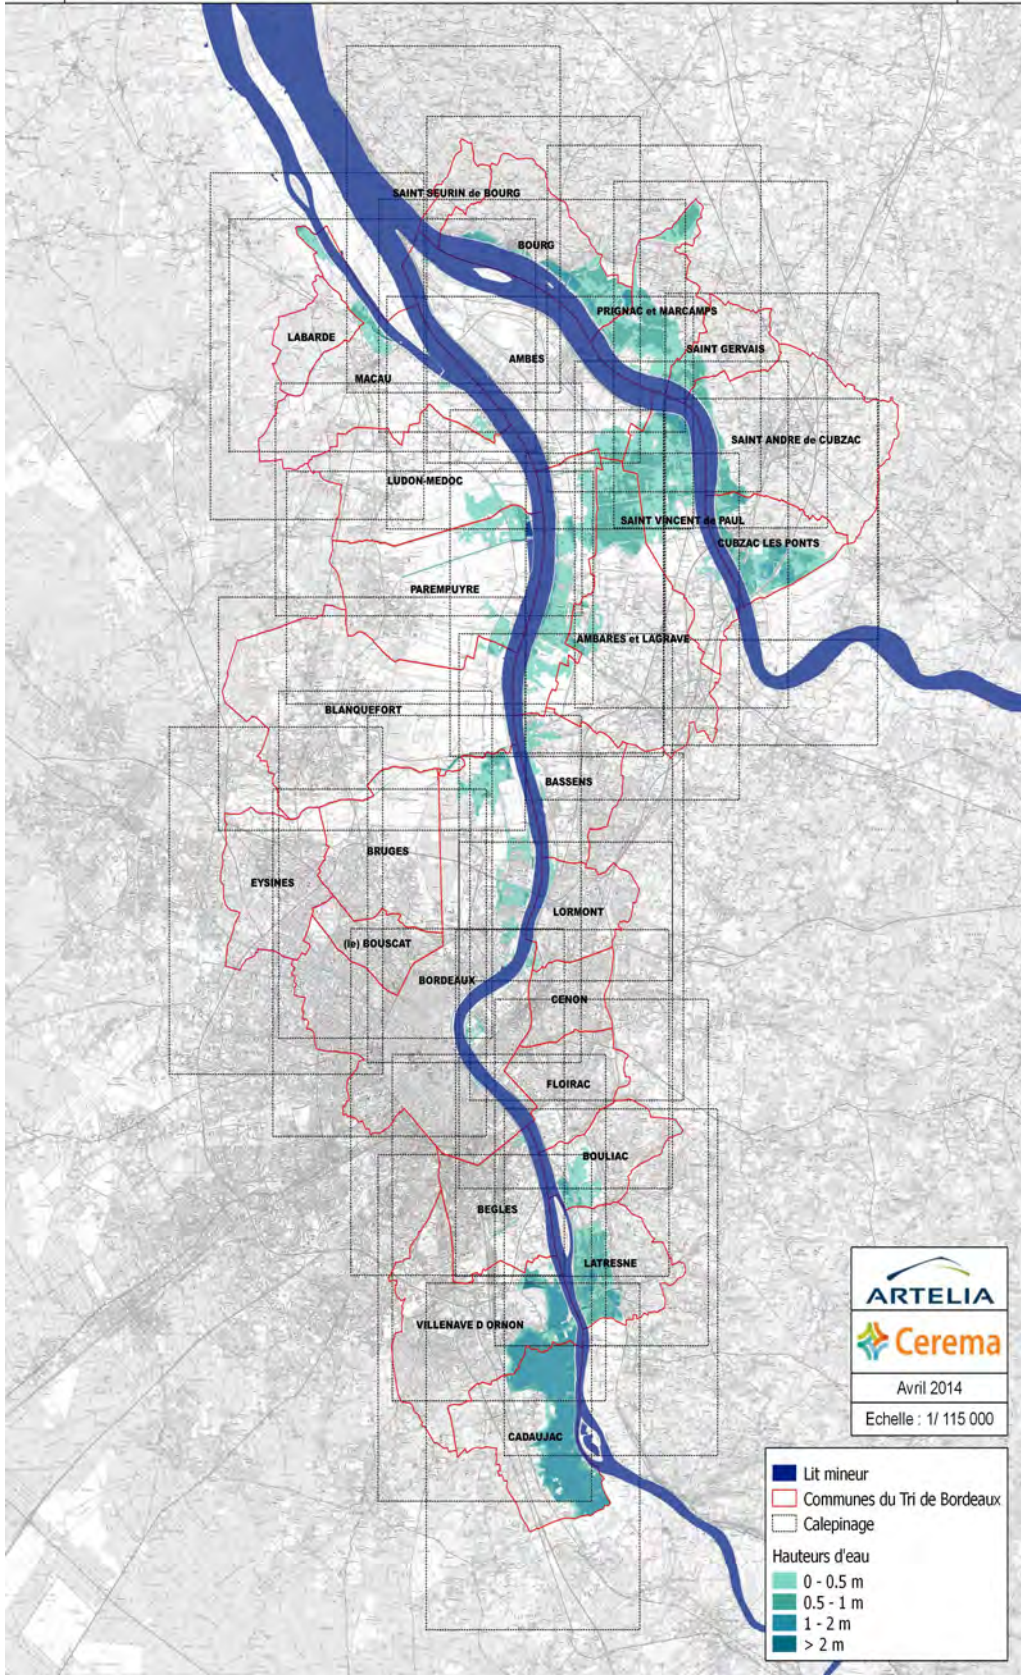 SAINT SEURIN de BOURG
BOURG
PRIGNAC et MARCAMPS
LABARDE
SAINT GERVAIS
AMBES
MACAU
SAINT ANDRE de CUBZAC
LUDON-MEDOC
SAINT VINCENT de PAUL
CUBZAC LES PONTS
PAREMPUYRE
AMBARES et LAGRAVE
BLANQUEFORT
BASSENS
BRUGES
EYSINES
LORMONT
(le) BOUSCAT
BORDEAUX
CENON
FLOIRAC
BOULIAC
BEGLES
LATRESNE
VILLENAVE D ORNON
CADAUJAC
ARTELIA
Cerema
Avril 2014
Echelle : 1/ 115 000
Lit mineur
Communes du Tri de Bordeaux
Calepinage
Hauteurs d'eau
0 - 0.5 m
0.5 - 1 m
1 - 2 m
> 2 m